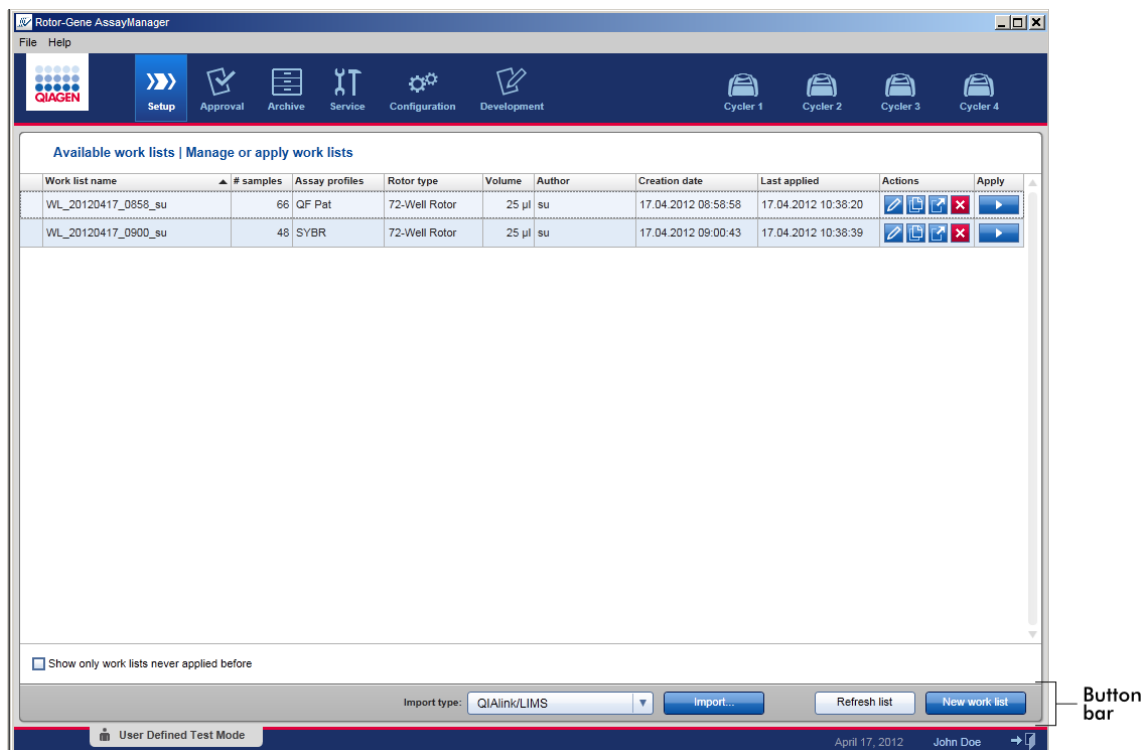 Rotor-Gene AssayManager
File Help
QIAGEN
Setup Approval Archive Service Configuration Development Cycler 1 Cycler 2 Cycler 3 Cycler 4
Available work lists | Manage or apply work lists
Work list name # samples Assay profiles Rotor type Volume Author Creation date Last applied Actions Apply
WL_20120417_0858_su 66 QF Pat 72-Well Rotor 25 µl su 17.04.2012 08:58:58 17.04.2012 10:38:20
WL_20120417_0900_su 48 SYBR 72-Well Rotor 25 µl su 17.04.2012 09:00:43 17.04.2012 10:38:39
Show only work lists never applied before
Import type: QIAlink/LIMS Import... Refresh list New work list
Button
bar
User Defined Test Mode April 17, 2012 John Doe